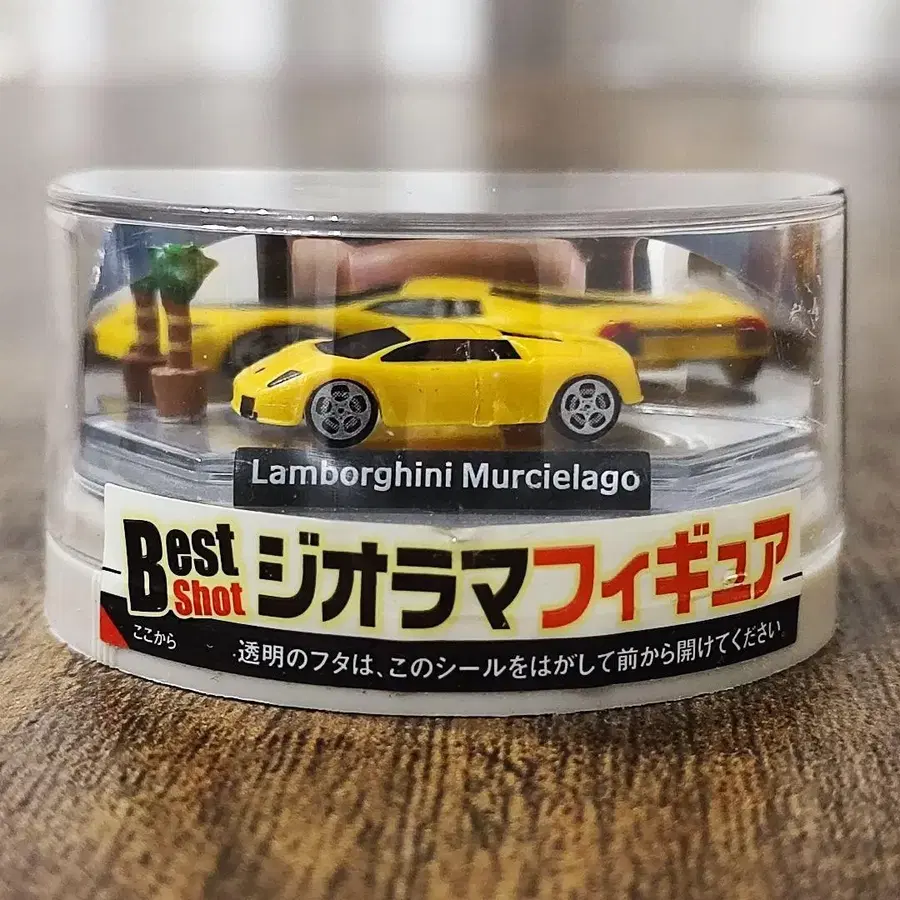 Lamborghini Murcielago
Best Shot ジオラマフィギュア
ここから
透明のフタは、このシールをはがして前から開けてください。